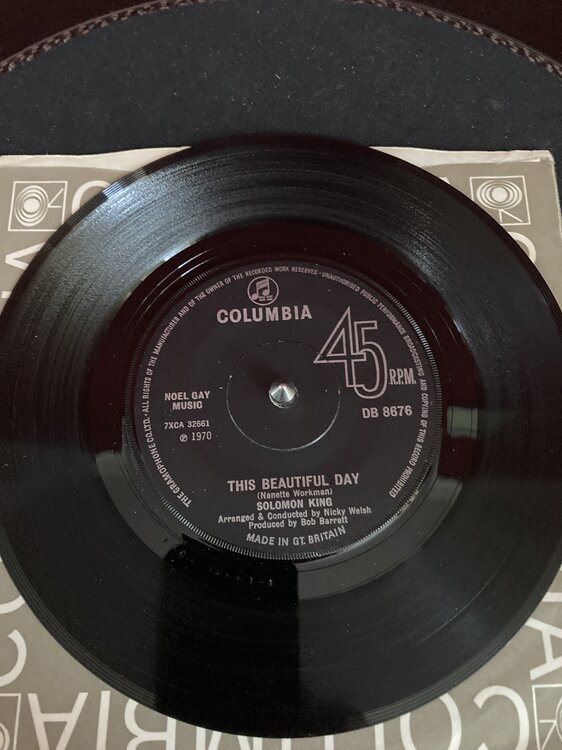 THE GRAMOPHONE CO. LTD. · ALL RIGHTS OF THE MANUFACTURER AND OF THE OWNER OF THE RECORDED WORK RESERVED · UNAUTHORISED PUBLIC PERFORMANCE BROADCASTING AND COPYING OF THIS RECORD PROHIBITED
COLUMBIA
45
R.P.M.
NOEL GAY
MUSIC
DB 8676
7XCA 32661
℗ 1970
THIS BEAUTIFUL DAY
(Nanette Workman)
SOLOMON KING
Arranged & Conducted by Nicky Welsh
Produced by Bob Barratt
MADE IN GT. BRITAIN
COLUMBIA